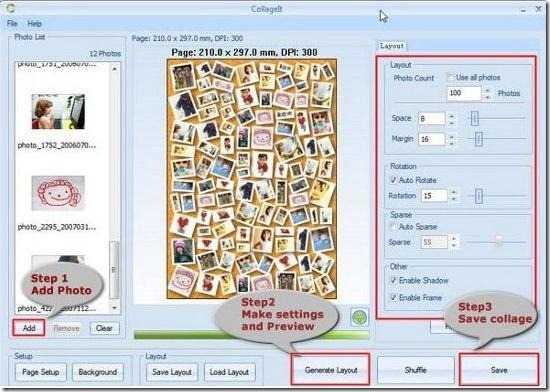 CollageIt
File Help
Photo List
12 Photos
photo_1751_2006070...
photo_1752_2006070...
photo_2295_2007031...
Step 1
Add Photo
Add
Remove
Clear
Page: 210.0 x 297.0 mm, DPI: 300
Page: 210.0 x 297.0 mm, DPI: 300
Layout
Layout
Photo Count
Use all photos
100
Photos
Space
8
Margin
16
Rotation
Auto Rotate
Rotation
15
Sparse
Auto Sparse
Sparse
55
Other
Enable Shadow
Enable Frame
Step2
Make settings
and Preview
Step3
Save collage
Setup
Page Setup
Background
Layout
Save Layout
Load Layout
Generate Layout
Shuffle
Save